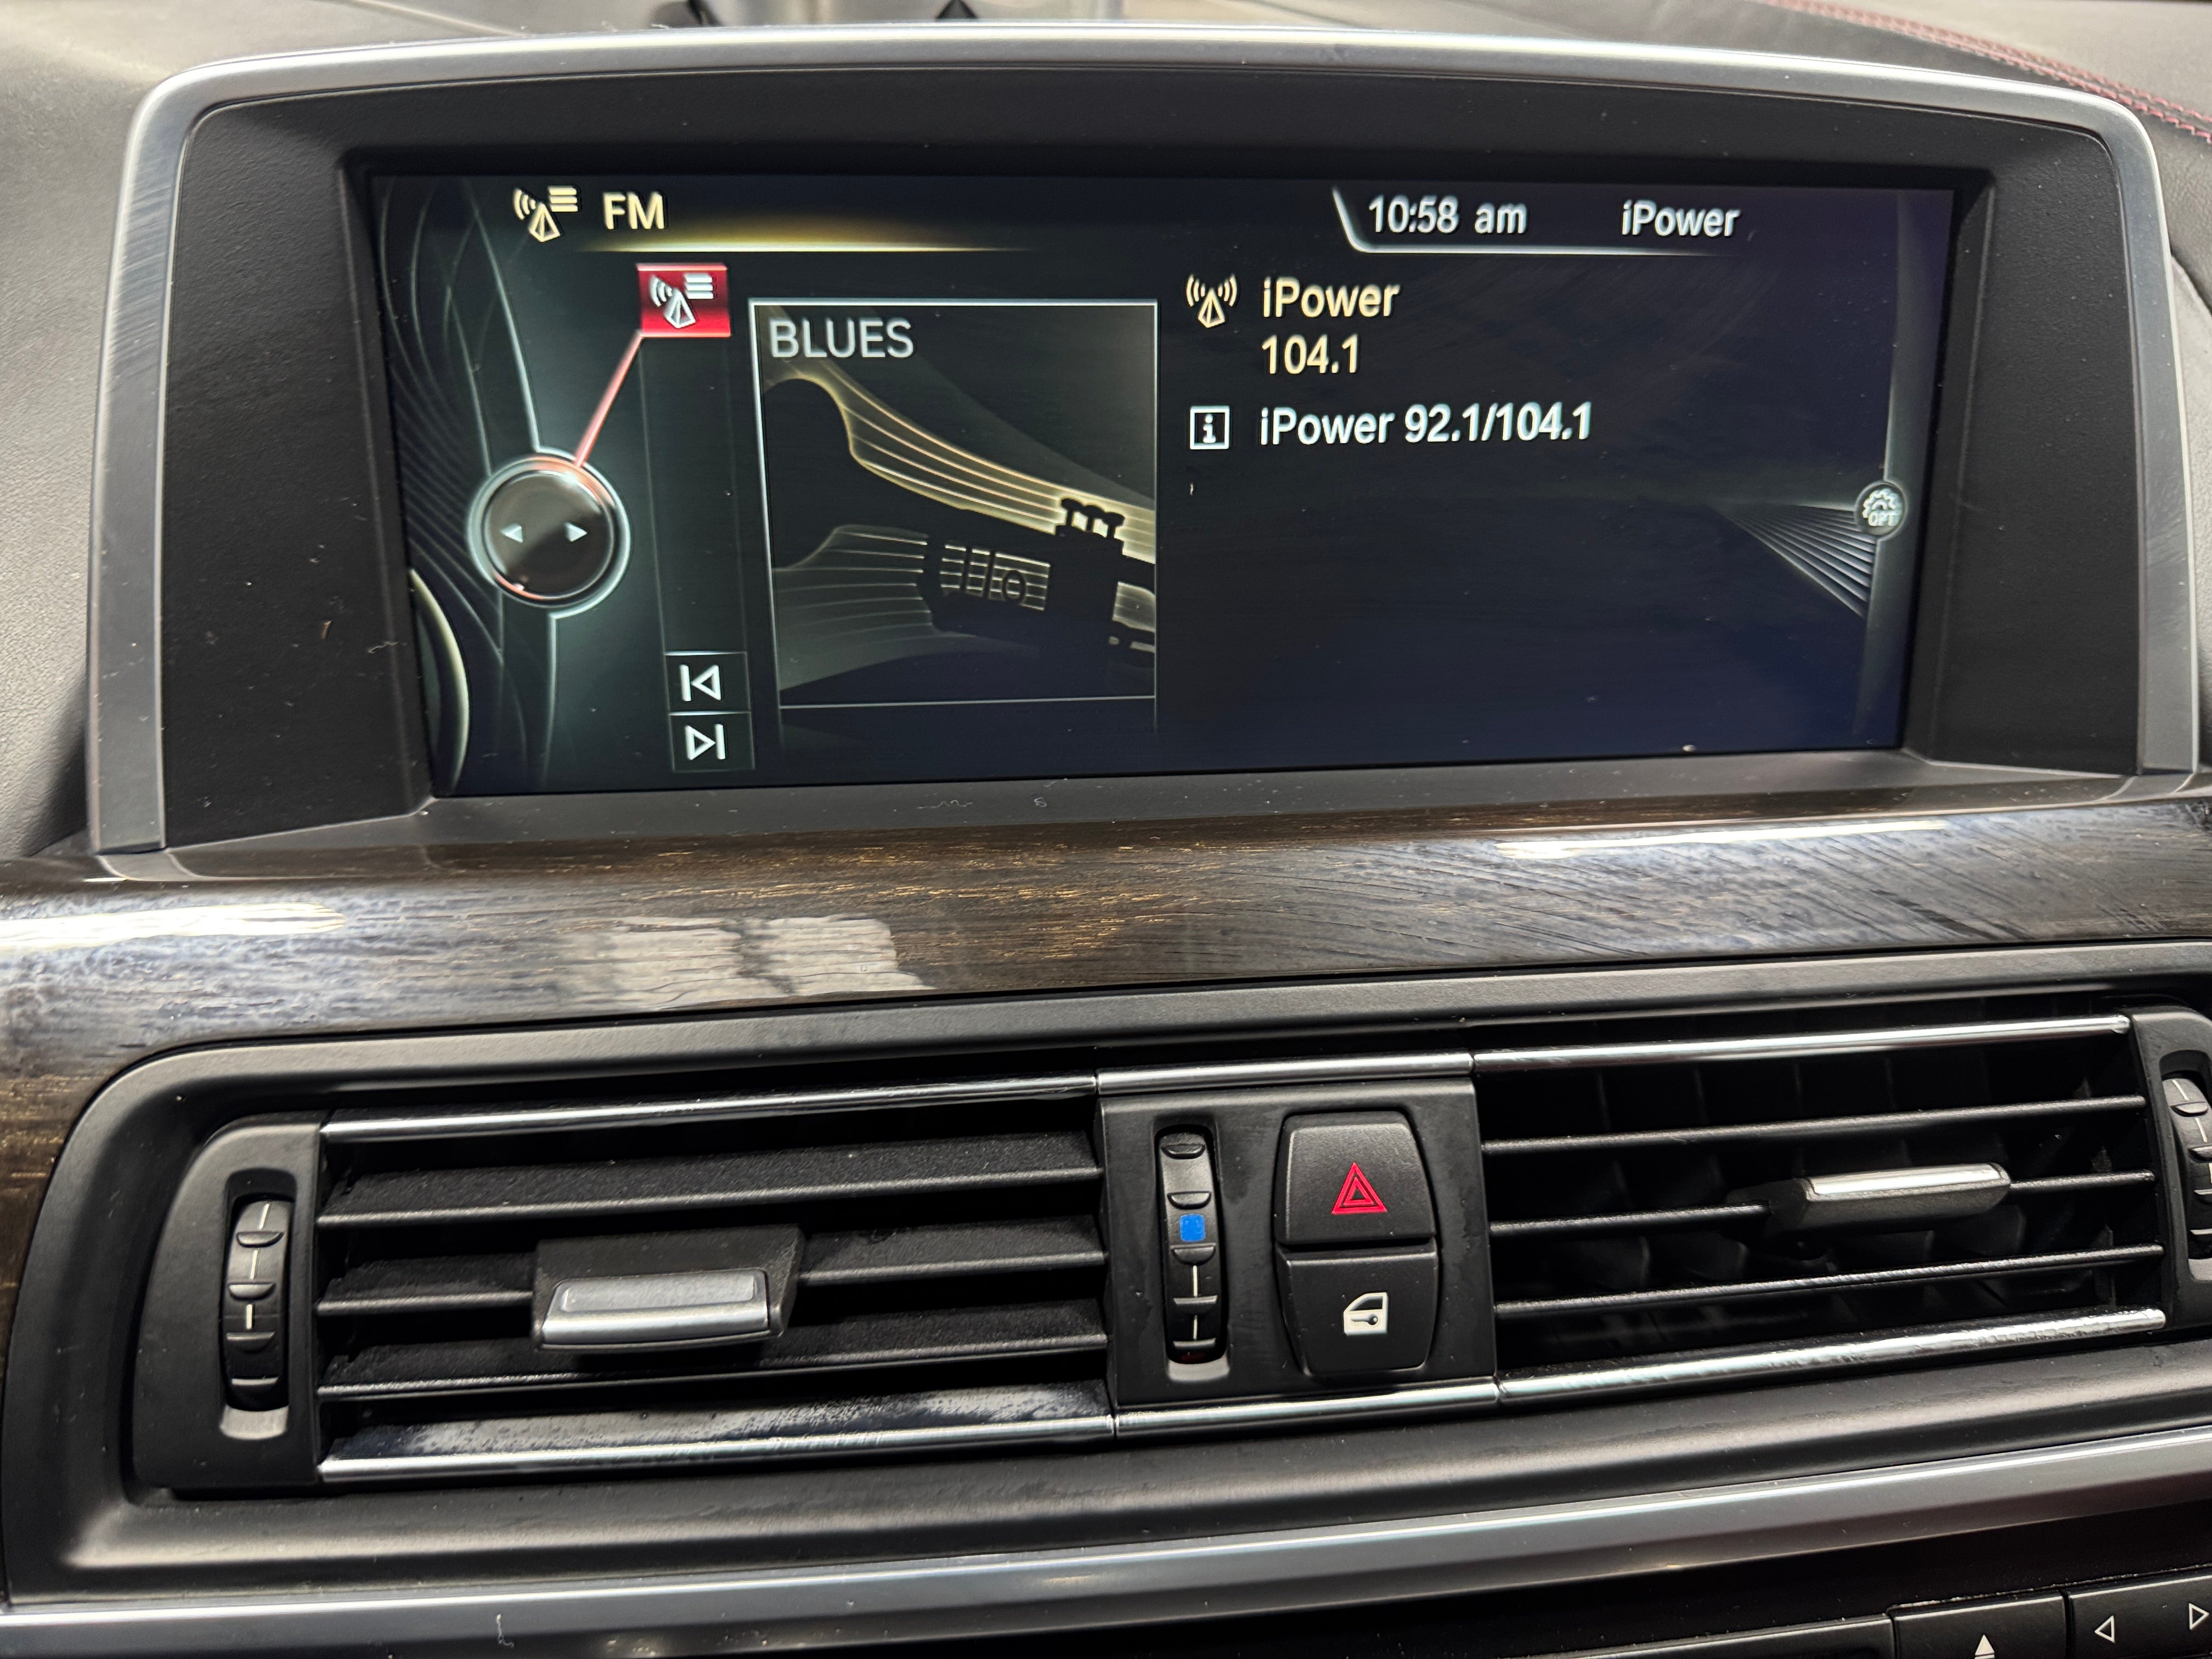 FM
10:58 am iPower
BLUES
iPower
104.1
iPower 92.1/104.1
OPT